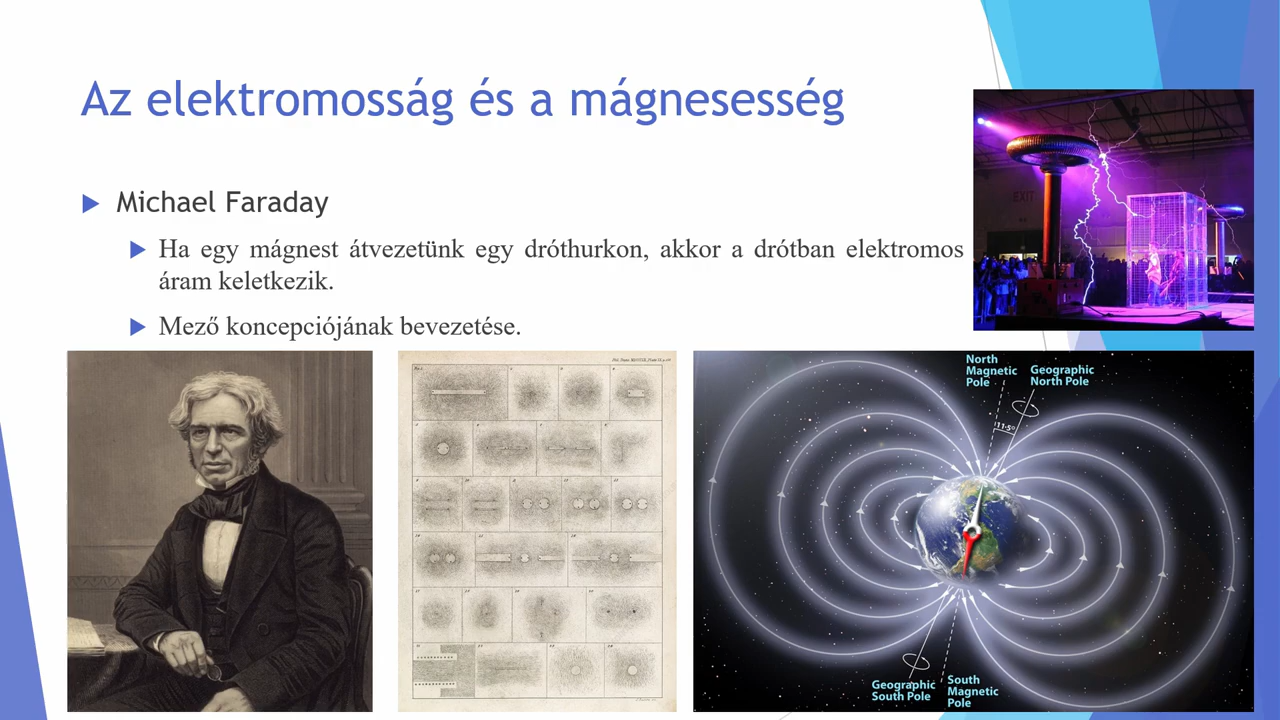 Az elektromosság és a mágnesesség
Michael Faraday
Ha egy mágnest átvezetünk egy dróthurkon, akkor a drótban elektromos
áram keletkezik.
Mező koncepciójának bevezetése.
North
Magnetic
Pole
Geographic
North Pole
11·5°
Geographic
South Pole
South
Magnetic
Pole